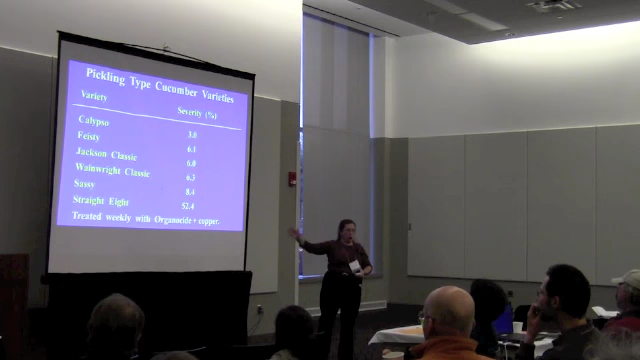 Pickling Type Cucumber Varieties
Variety Severity (%)
Calypso 3.8
Feisty 6.1
Jackson Classic 6.0
Wainwright Classic 6.3
Sassy 8.4
Straight Eight 52.4
Treated weekly with Organocide + copper.